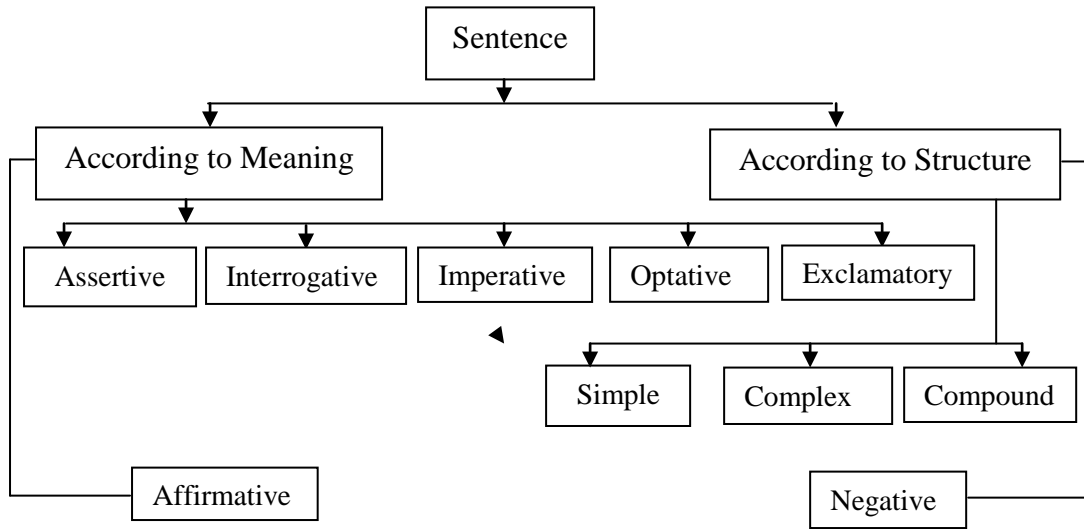 Sentence
According to Meaning
According to Structure
Assertive
Interrogative
Imperative
Optative
Exclamatory
Simple
Complex
Compound
Affirmative
Negative